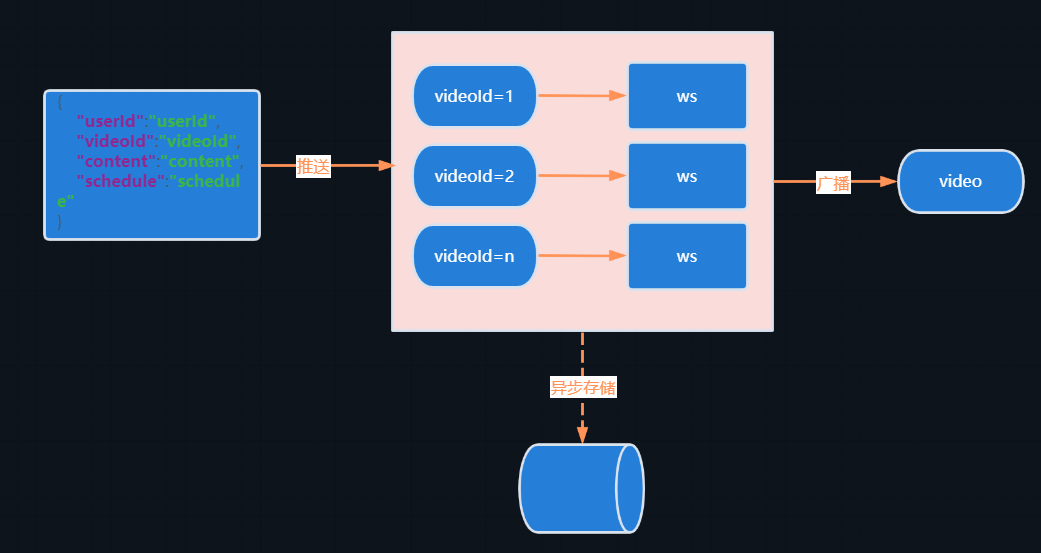 {
"userId":"userId",
"videoId":"videoId",
"content":"content",
"schedule":"schedul
e"
}
推送
videoId=1
ws
videoId=2
ws
videoId=n
ws
广播
video
异步存储